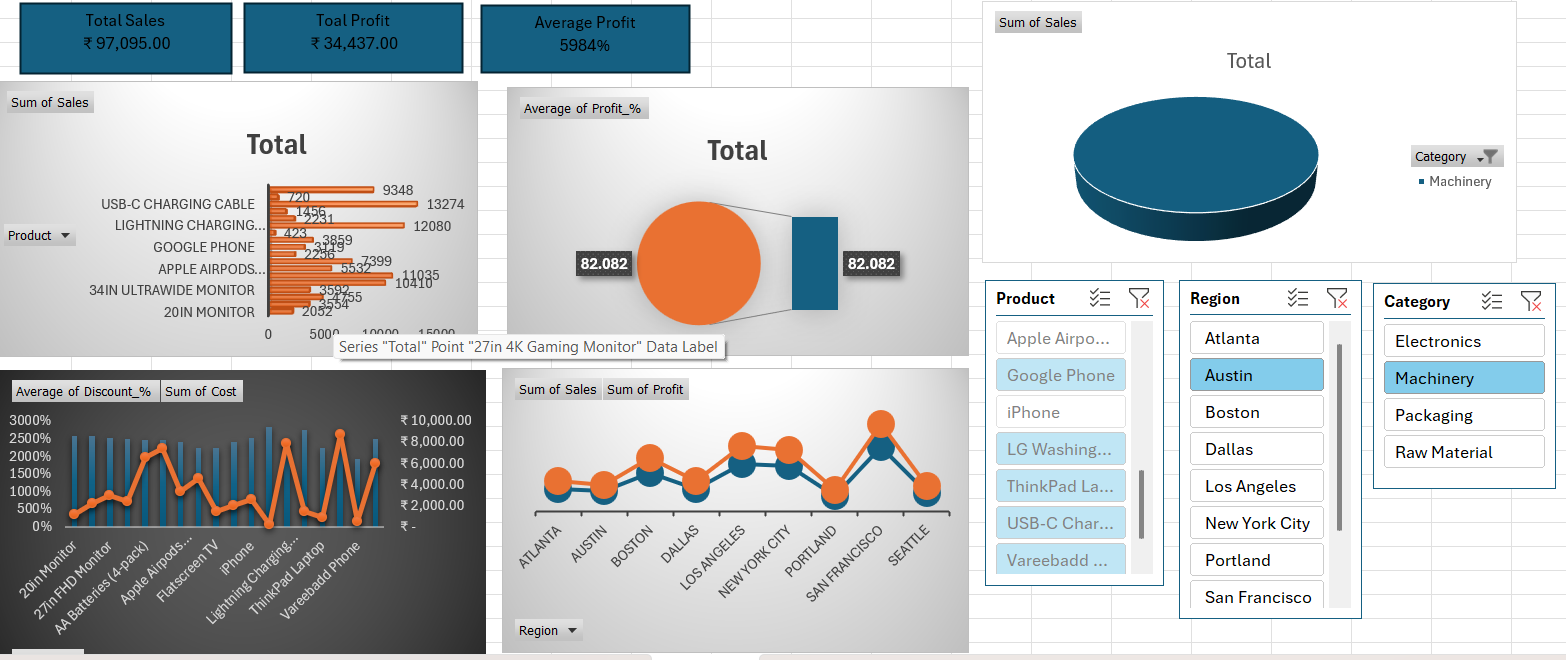 Total Sales
₹ 97,095.00
Toal Profit
₹ 34,437.00
Average Profit
5984%
Sum of Sales
Total
Product
USB-C CHARGING CABLE
LIGHTNING CHARGING...
GOOGLE PHONE
APPLE AIRPODS...
34IN ULTRAWIDE MONITOR
20IN MONITOR
9348
720
13274
1456
2231
12080
423
3859
3119
2256
7399
5532
11035
10410
3592
4755
3554
2052
0 5000 10000 15000
Series "Total" Point "27in 4K Gaming Monitor" Data Label
Average of Profit_%
Total
82.082
82.082
Sum of Sales
Total
Category
Machinery
Average of Discount_% Sum of Cost
3000%
2500%
2000%
1500%
1000%
500%
0%
₹ 10,000.00
₹ 8,000.00
₹ 6,000.00
₹ 4,000.00
₹ 2,000.00
₹ -
20in Monitor
27in FHD Monitor
AA Batteries (4-pack)
Apple Airpods...
Flatscreen TV
iPhone
Lightning Charging...
ThinkPad Laptop
Vareebadd Phone
Sum of Sales Sum of Profit
ATLANTA
AUSTIN
BOSTON
DALLAS
LOS ANGELES
NEW YORK CITY
PORTLAND
SAN FRANCISCO
SEATTLE
Region
Product
Apple Airpo...
Google Phone
iPhone
LG Washing...
ThinkPad La...
USB-C Char...
Vareebadd ...
Region
Atlanta
Austin
Boston
Dallas
Los Angeles
New York City
Portland
San Francisco
Category
Electronics
Machinery
Packaging
Raw Material